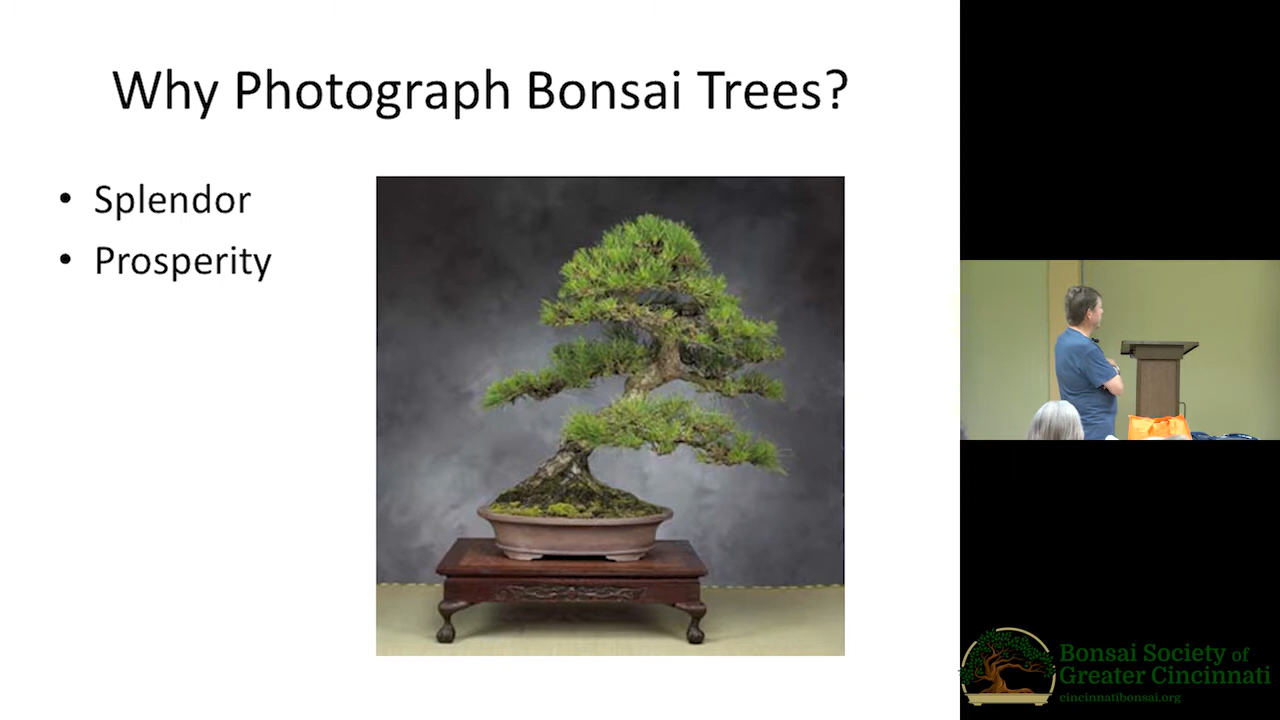 Why Photograph Bonsai Trees?
• Splendor
• Prosperity
Bonsai Society of
Greater Cincinnati
cincinnatibonsai.org